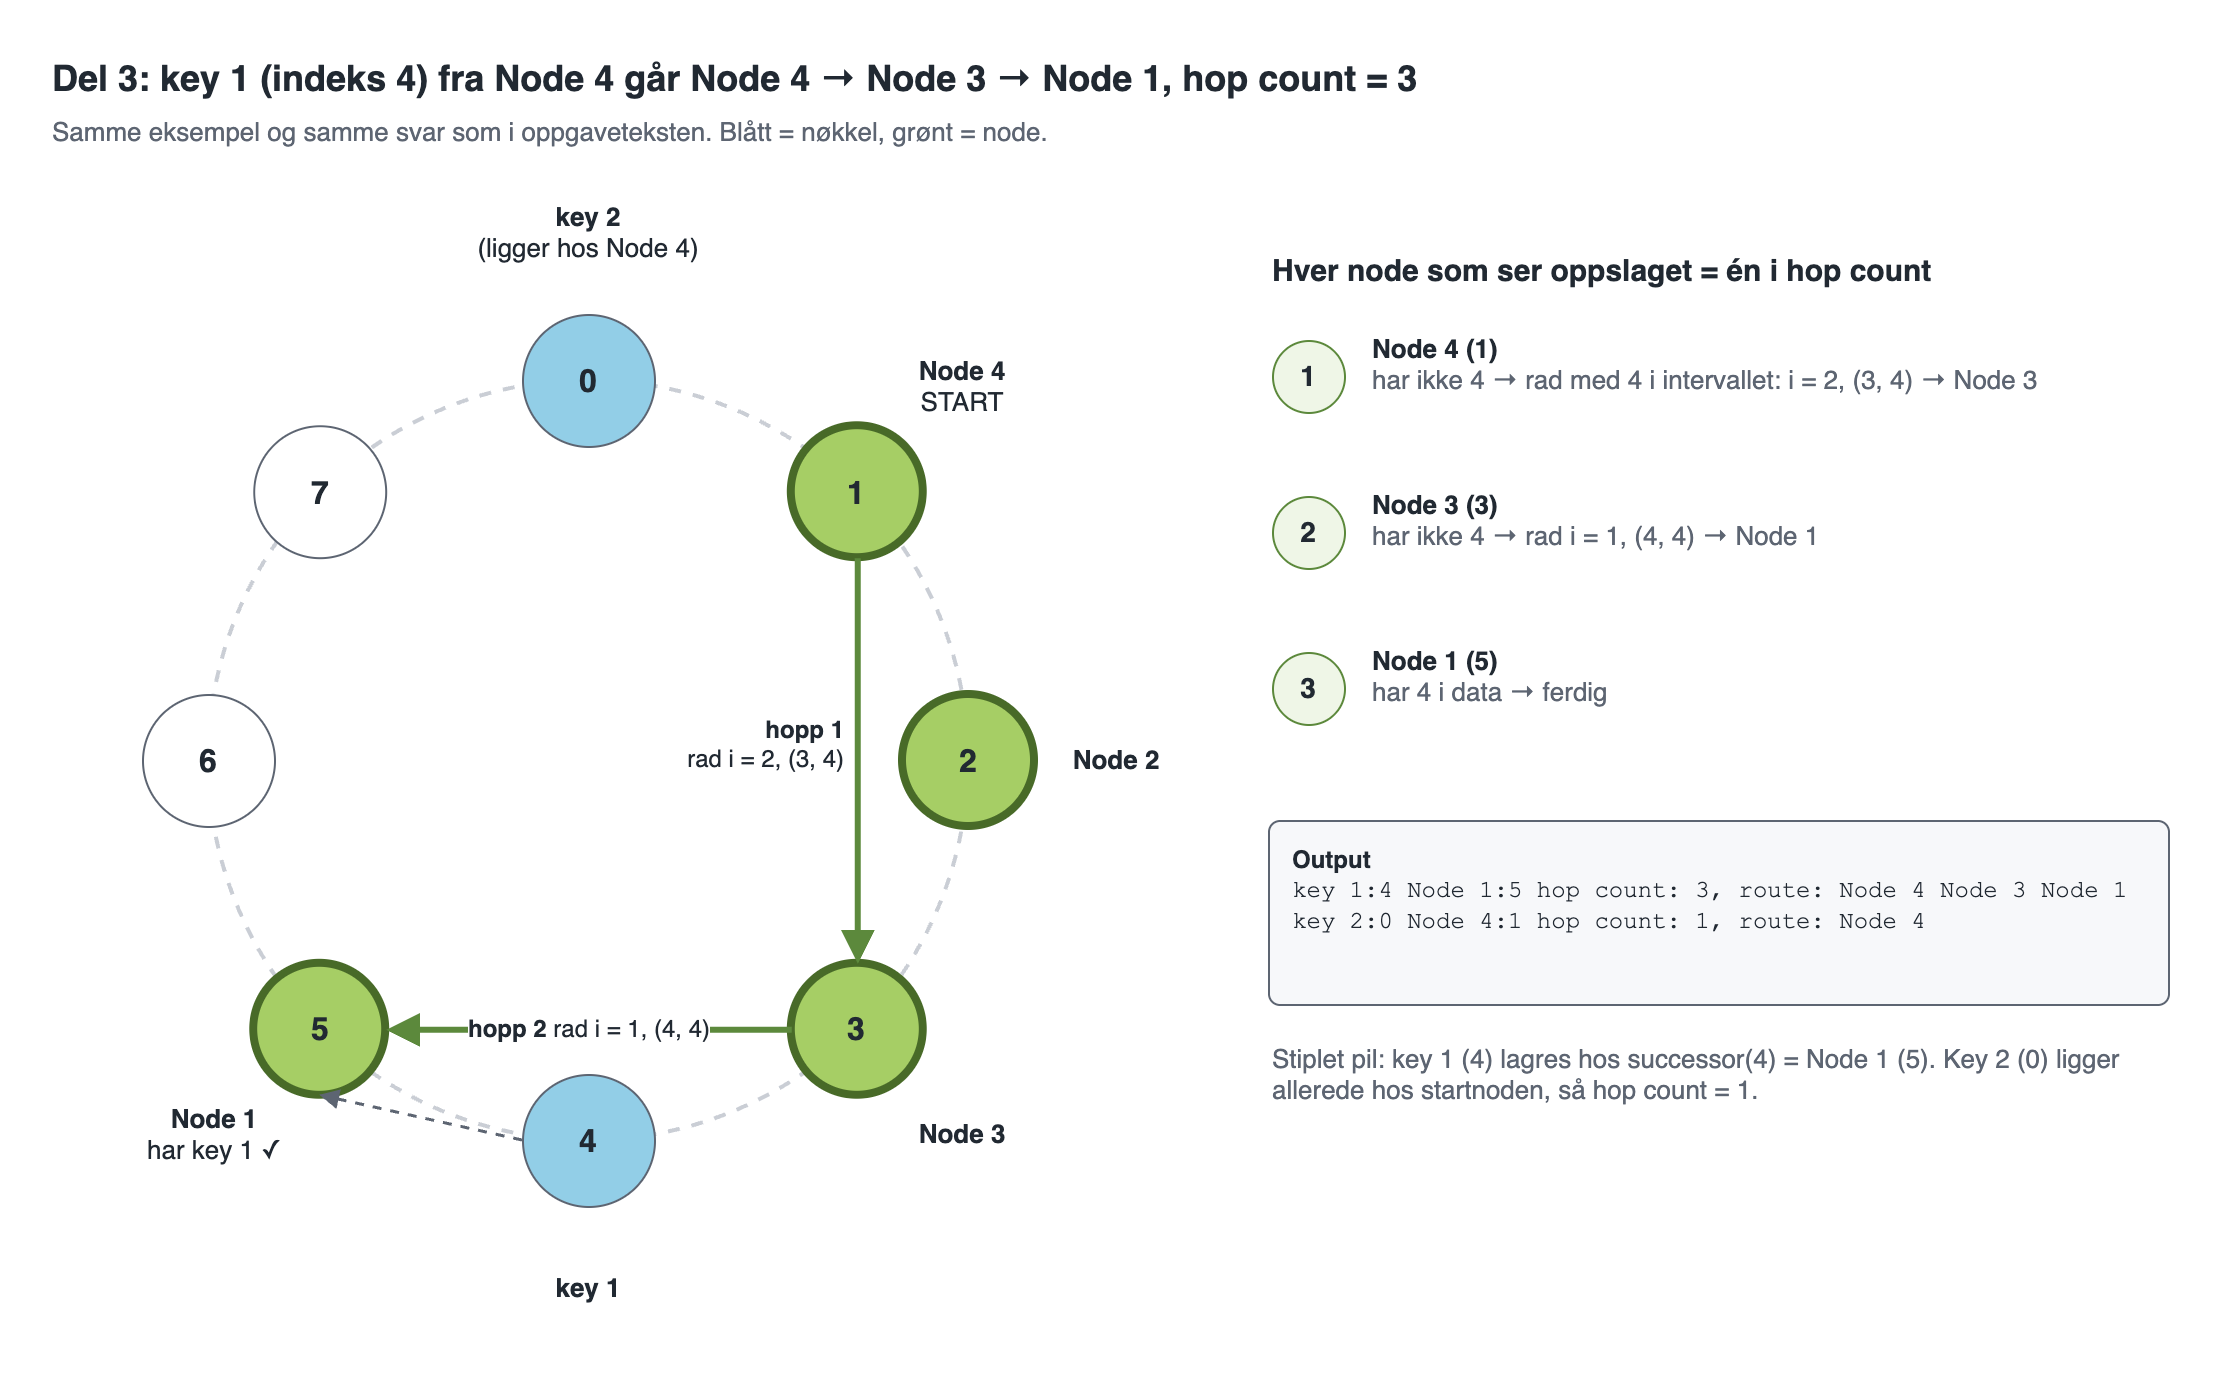 Del 3: key 1 (indeks 4) fra Node 4 går Node 4 → Node 3 → Node 1, hop count = 3
Samme eksempel og samme svar som i oppgaveteksten. Blått = nøkkel, grønt = node.
key 2
(ligger hos Node 4)
0
Node 4
START
1
7
2
Node 2
6
hopp 1
rad i = 2, (3, 4)
5
hopp 2 rad i = 1, (4, 4)
3
Node 1
har key 1 ✓
4
Node 3
key 1
Hver node som ser oppslaget = én i hop count
1
Node 4 (1)
har ikke 4 → rad med 4 i intervallet: i = 2, (3, 4) → Node 3
2
Node 3 (3)
har ikke 4 → rad i = 1, (4, 4) → Node 1
3
Node 1 (5)
har 4 i data → ferdig
Output
key 1:4 Node 1:5 hop count: 3, route: Node 4 Node 3 Node 1
key 2:0 Node 4:1 hop count: 1, route: Node 4
Stiplet pil: key 1 (4) lagres hos successor(4) = Node 1 (5). Key 2 (0) ligger
allerede hos startnoden, så hop count = 1.